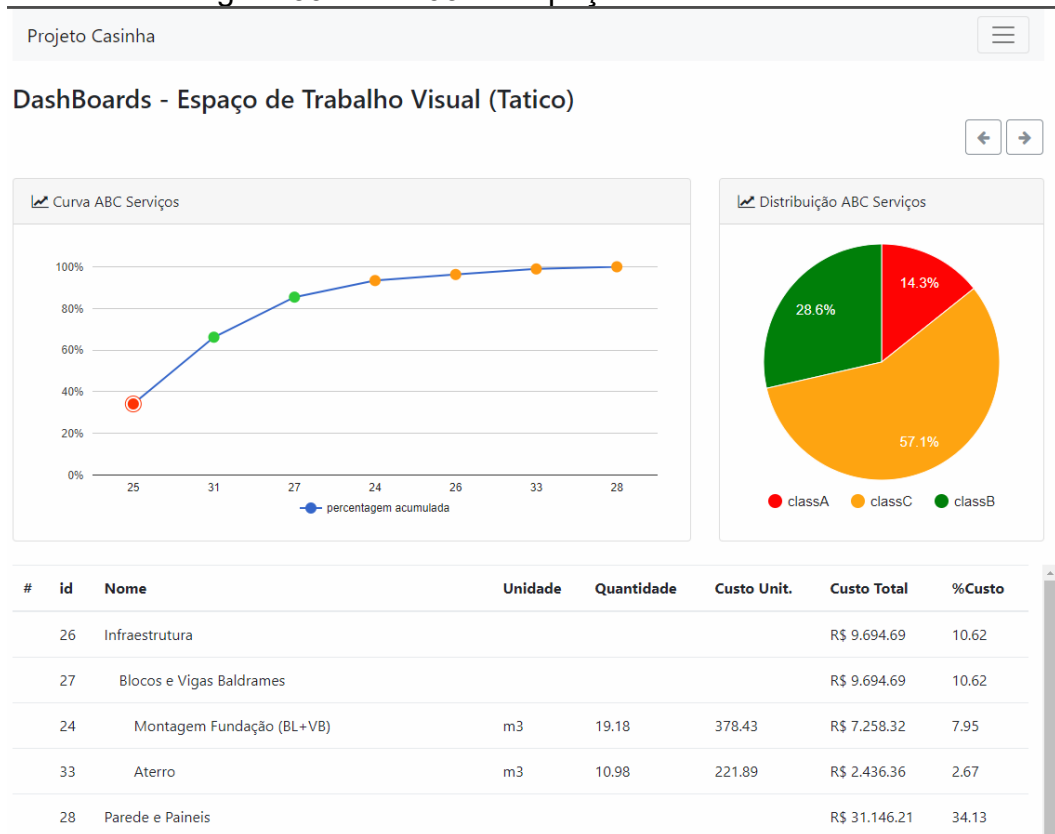 Projeto Casinha
DashBoards - Espaço de Trabalho Visual (Tatico)
Curva ABC Serviços
100%
80%
60%
40%
20%
0%
25 31 27 24 26 33 28
percentagem acumulada
Distribuição ABC Serviços
14.3%
28.6%
57.1%
classA classC classB
# id Nome Unidade Quantidade Custo Unit. Custo Total %Custo
26 Infraestrutura R$ 9.694.69 10.62
27 Blocos e Vigas Baldrames R$ 9.694.69 10.62
24 Montagem Fundação (BL+VB) m3 19.18 378.43 R$ 7.258.32 7.95
33 Aterro m3 10.98 221.89 R$ 2.436.36 2.67
28 Parede e Paineis R$ 31.146.21 34.13